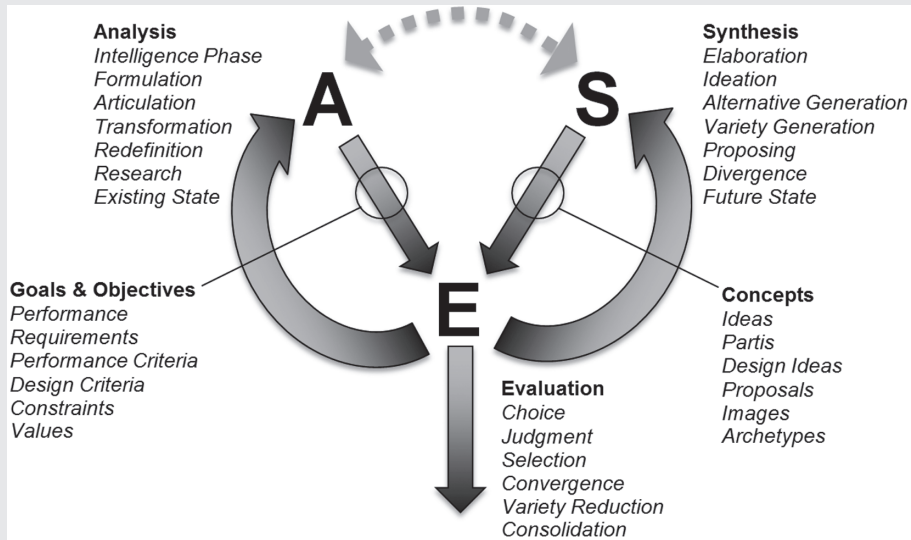 Analysis
Intelligence Phase
Formulation
Articulation
Transformation
Redefinition
Research
Existing State
A
S
Synthesis
Elaboration
Ideation
Alternative Generation
Variety Generation
Proposing
Divergence
Future State
Goals & Objectives
Performance
Requirements
Performance Criteria
Design Criteria
Constraints
Values
E
Evaluation
Choice
Judgment
Selection
Convergence
Variety Reduction
Consolidation
Concepts
Ideas
Partis
Design Ideas
Proposals
Images
Archetypes